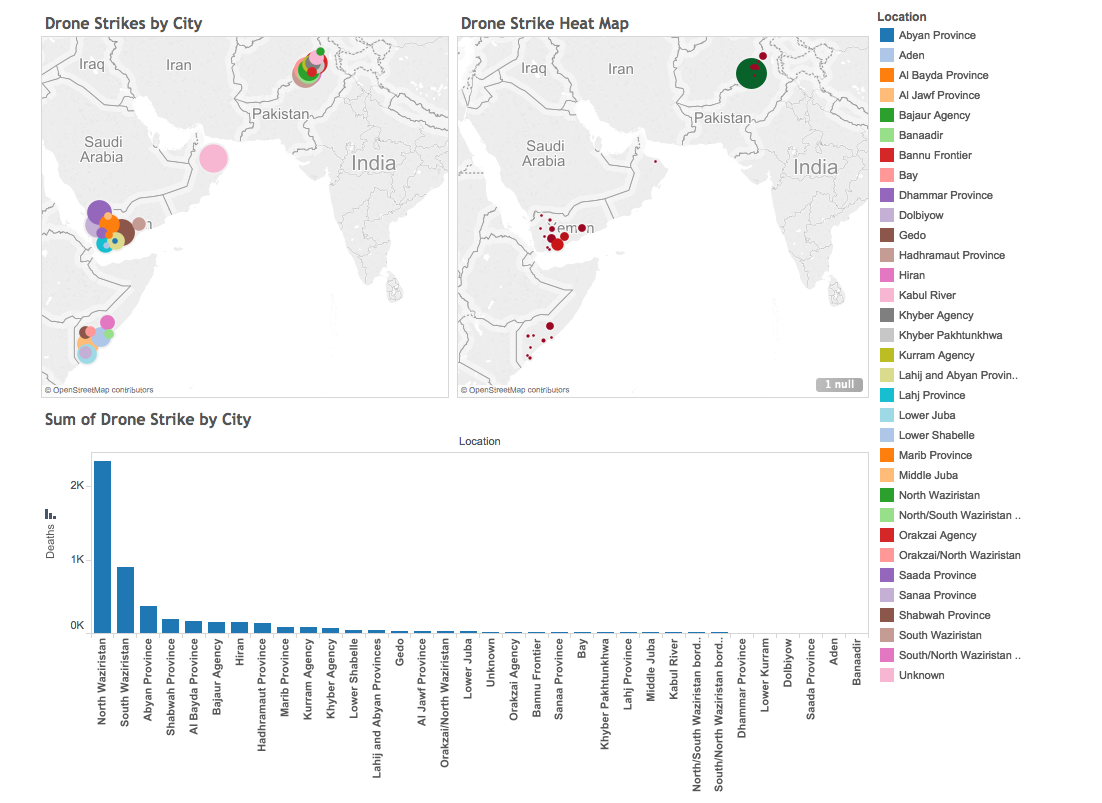 Drone Strikes by City
Iraq
Iran
Pakistan
Saudi
Arabia
India
n
© OpenStreetMap contributors
Drone Strike Heat Map
Iraq
Iran
Pakistan
Saudi
Arabia
India
emen
© OpenStreetMap contributors
1 null
Location
Abyan Province
Aden
Al Bayda Province
Al Jawf Province
Bajaur Agency
Banaadir
Bannu Frontier
Bay
Dhammar Province
Dolbiyow
Gedo
Hadhramaut Province
Hiran
Kabul River
Khyber Agency
Khyber Pakhtunkhwa
Kurram Agency
Lahij and Abyan Provin..
Lahj Province
Lower Juba
Lower Shabelle
Marib Province
Middle Juba
North Waziristan
North/South Waziristan ..
Orakzai Agency
Orakzai/North Waziristan
Saada Province
Sanaa Province
Shabwah Province
South Waziristan
South/North Waziristan ..
Unknown
Sum of Drone Strike by City
Location
Deaths
2K
1K
0K
North Waziristan
South Waziristan
Abyan Province
Shabwah Province
Al Bayda Province
Bajaur Agency
Hiran
Hadhramaut Province
Marib Province
Kurram Agency
Khyber Agency
Lower Shabelle
Lahij and Abyan Provinces
Gedo
Al Jawf Province
Orakzai/North Waziristan
Lower Juba
Unknown
Orakzai Agency
Bannu Frontier
Sanaa Province
Bay
Khyber Pakhtunkhwa
Lahj Province
Middle Juba
Kabul River
North/South Waziristan bord..
South/North Waziristan bord..
Dhammar Province
Lower Kurram
Dolbiyow
Saada Province
Aden
Banaadir